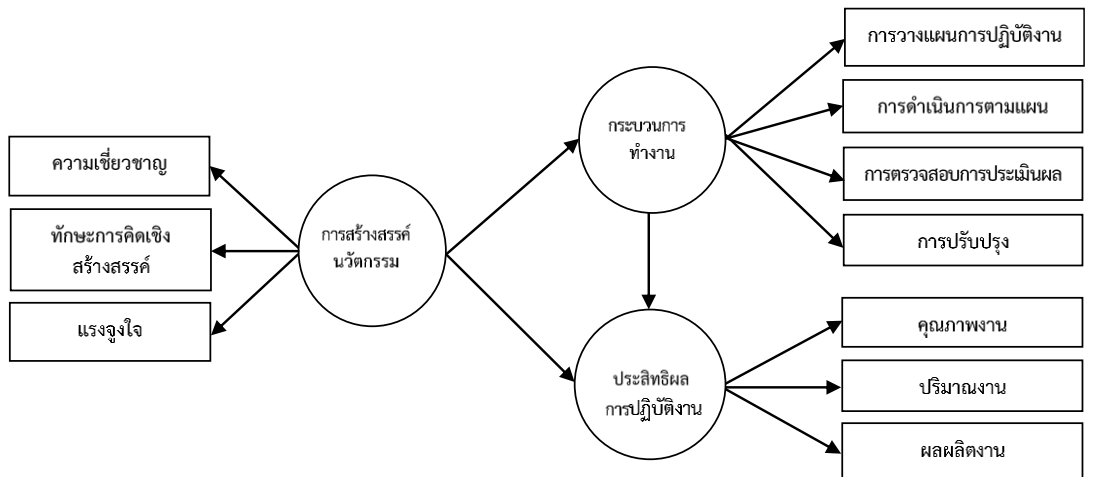 ความเชี่ยวชาญ
ทักษะการคิดเชิง
สร้างสรรค์
แรงจูงใจ
การสร้างสรรค์
นวัตกรรม
กระบวนการ
ทำงาน
ประสิทธิผล
การปฏิบัติงาน
การวางแผนการปฏิบัติงาน
การดำเนินการตามแผน
การตรวจสอบการประเมินผล
การปรับปรุง
คุณภาพงาน
ปริมาณงาน
ผลผลิตงาน